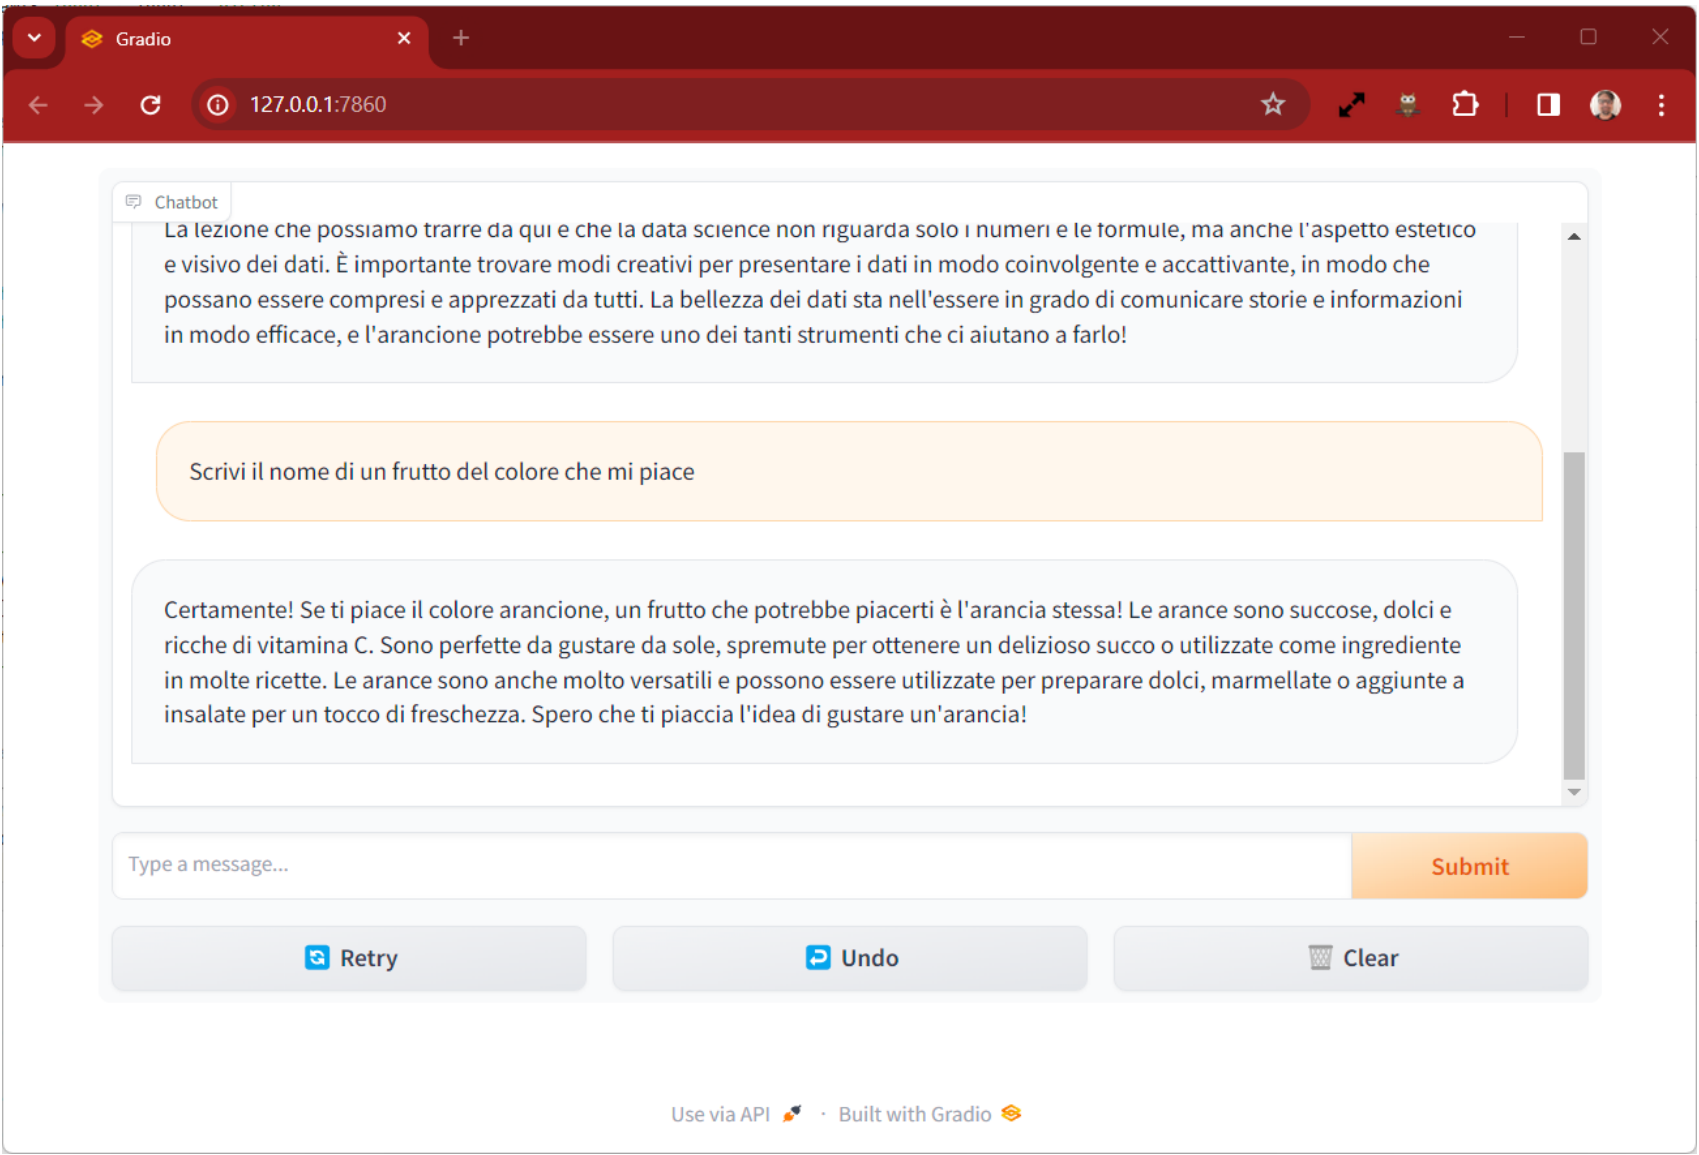 Gradio
127.0.0.1:7860
Chatbot
La lezione che possiamo trarre da qui è che la data science non riguarda solo i numeri e le formule, ma anche l'aspetto estetico
e visivo dei dati. È importante trovare modi creativi per presentare i dati in modo coinvolgente e accattivante, in modo che
possano essere compresi e apprezzati da tutti. La bellezza dei dati sta nell'essere in grado di comunicare storie e informazioni
in modo efficace, e l'arancione potrebbe essere uno dei tanti strumenti che ci aiutano a farlo!
Scrivi il nome di un frutto del colore che mi piace
Certamente! Se ti piace il colore arancione, un frutto che potrebbe piacerti è l'arancia stessa! Le arance sono succose, dolci e
ricche di vitamina C. Sono perfette da gustare da sole, spremute per ottenere un delizioso succo o utilizzate come ingrediente
in molte ricette. Le arance sono anche molto versatili e possono essere utilizzate per preparare dolci, marmellate o aggiunte a
insalate per un tocco di freschezza. Spero che ti piaccia l'idea di gustare un'arancia!
Type a message...
Submit
Retry
Undo
Clear
Use via API · Built with Gradio